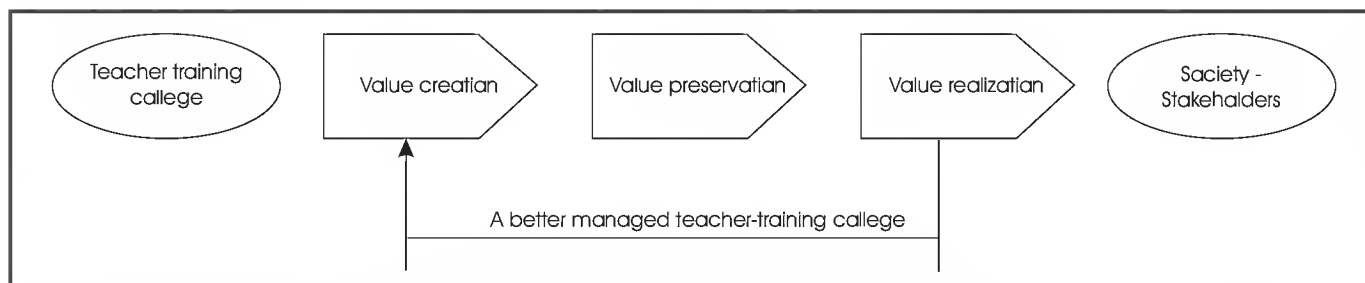 Teacher training
callege
Value creatian
Value preservatian
Value realizatian
Saciety -
Stakehalders
A better managed teacher-training callege